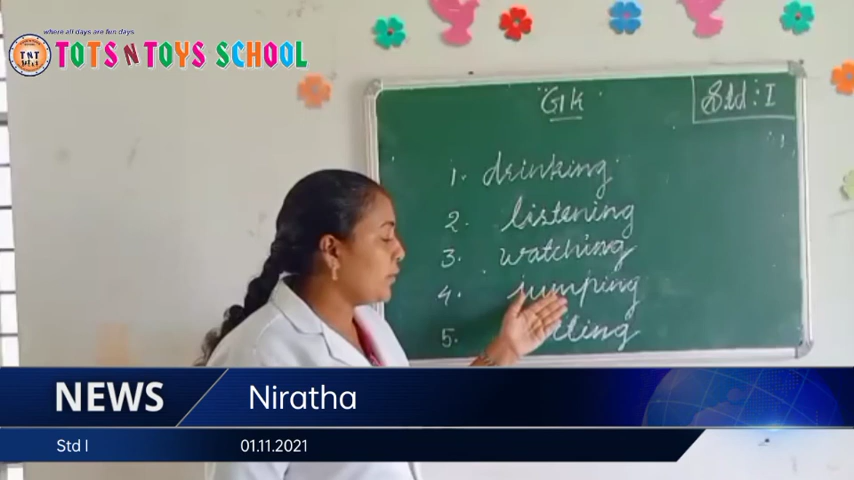 where all days are fun days
TOTS N TOYS SCHOOL
TNT
G/K
Std : I
1. drinking
2. listening
3. watching
4. jumping
5.
NEWS
Niratha
Std I
01.11.2021